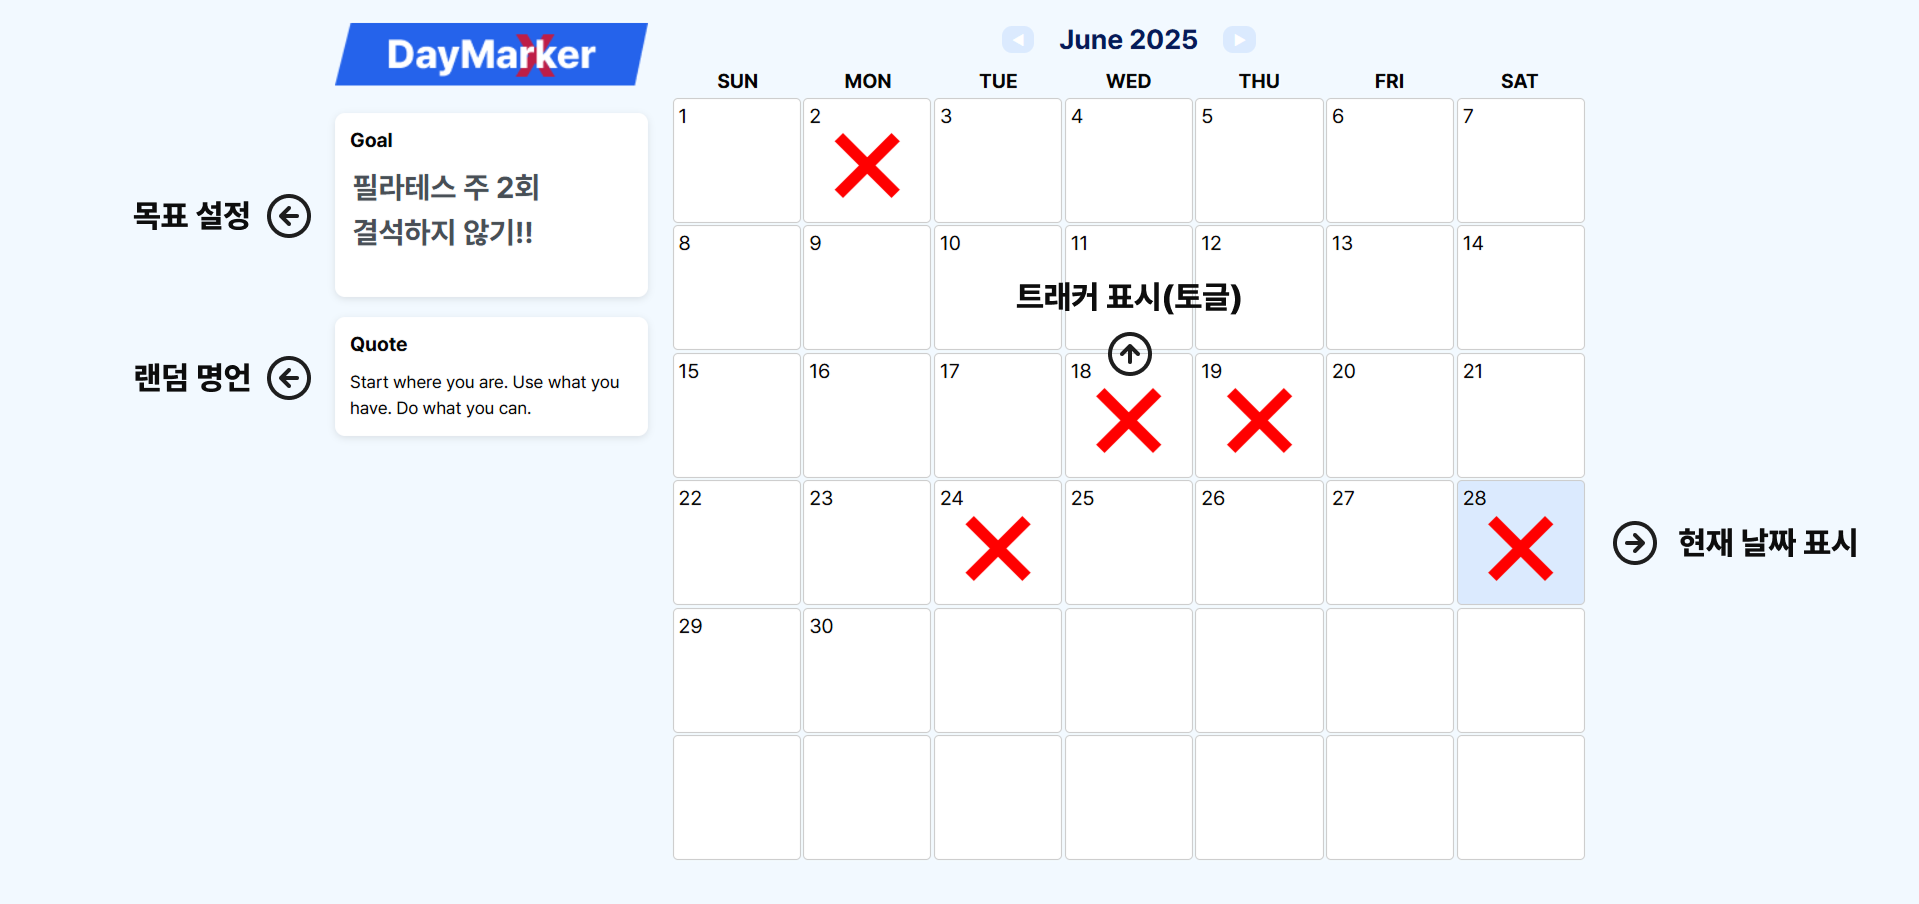 DayMarker
Goal
필라테스 주 2회
결석하지 않기!!
목표 설정
Quote
Start where you are. Use what you
have. Do what you can.
랜덤 명언
June 2025
SUN MON TUE WED THU FRI SAT
1 2 3 4 5 6 7
8 9 10 11 12 13 14
트래커 표시(토글)
15 16 17 18 19 20 21
22 23 24 25 26 27 28
현재 날짜 표시
29 30